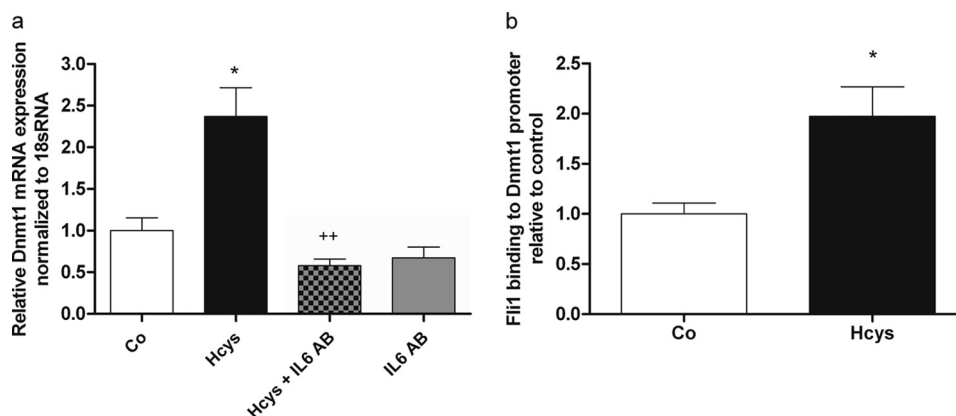 a
Relative Dnmt1 mRNA expression
normalized to 18sRNA
3.0
2.5
2.0
1.5
1.0
0.5
0.0
*
++
Co
Hcys
Hcys + IL6 AB
IL6 AB
b
Fli1 binding to Dnmt1 promoter
relative to control
2.5
2.0
1.5
1.0
0.5
0.0
*
Co
Hcys